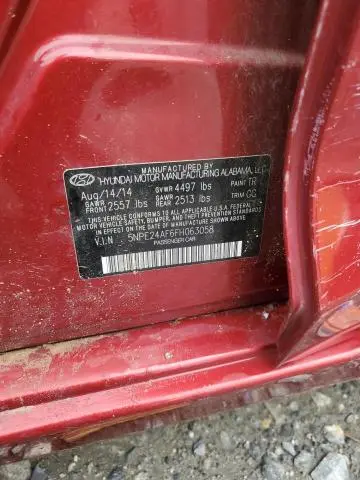 MANUFACTURED BY
HYUNDAI MOTOR MANUFACTURING ALABAMA, LLC
Aug/14/14 GVWR 4497 lbs PAINT TR
GAWR FRONT 2557 lbs GAWR REAR 2513 lbs TRIM GG
THIS VEHICLE CONFORMS TO ALL APPLICABLE U.S.A. FEDERAL
MOTOR VEHICLE SAFETY, BUMPER, AND THEFT PREVENTION
STANDARDS IN EFFECT ON THE DATE OF MANUFACTURE SHOWN ABOVE.
V.I.N 5NPE24AF6FH063058
PASSENGER CAR